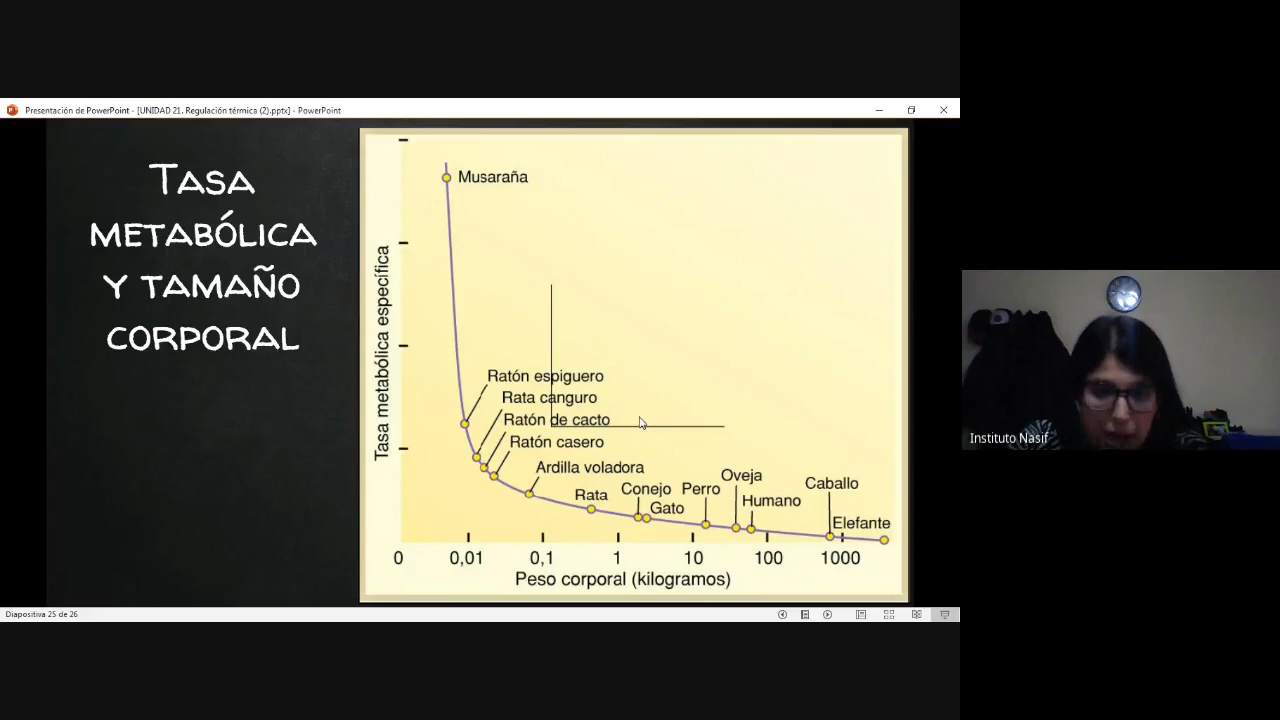 Presentación de PowerPoint - [UNIDAD 21. Regulación térmica (2).pptx] - PowerPoint
Tasa
metabólica
y tamaño
corporal
Tasa metabólica específica
Musaraña
Ratón espiguero
Rata canguro
Ratón de cacto
Ratón casero
Ardilla voladora
Rata
Conejo
Gato
Perro
Oveja
Humano
Caballo
Elefante
0 0,01 0,1 1 10 100 1000
Peso corporal (kilogramos)
Diapositiva 25 de 26
Instituto Nasif